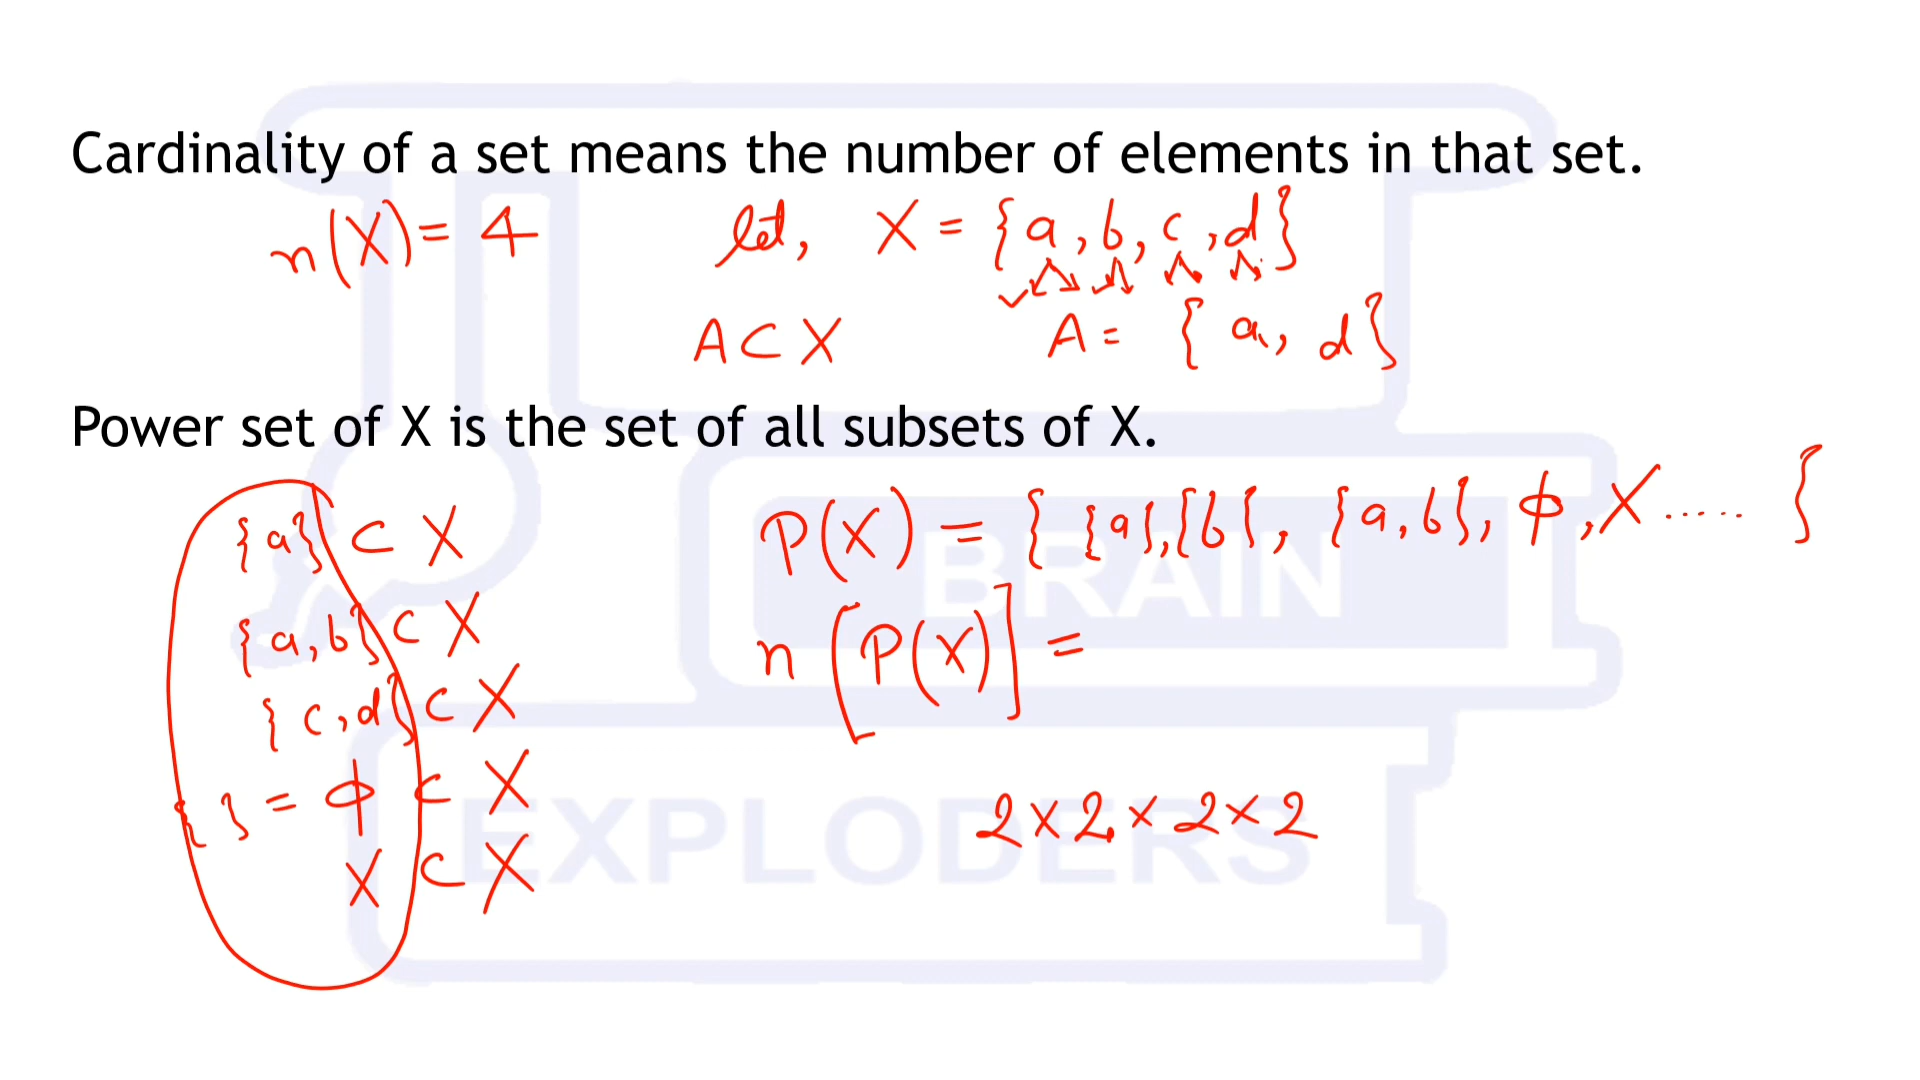 Cardinality of a set means the number of elements in that set.
n(X) = 4
let, X = {a, b, c, d}
A ⊂ X
A = {a, d}
Power set of X is the set of all subsets of X.
{a} ⊂ X
P(X) = { {a}, {b}, {a, b}, ϕ, X ..... }
{a, b} ⊂ X
n[P(X)] =
{c, d} ⊂ X
{ } = ϕ ⊂ X
2 × 2 × 2 × 2
X ⊂ X
BRAIN
EXPLODERS